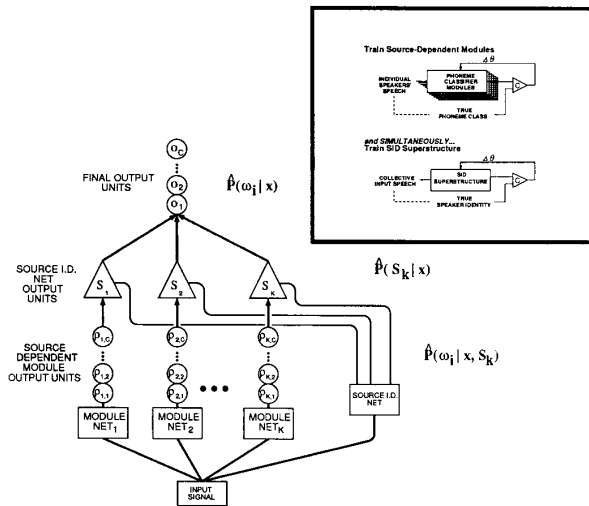 Train Source-Dependent Modules
Δθ
INDIVIDUAL
SPEAKERS'
SPEECH
PHONEME
CLASSIFIER
MODULES
C
TRUE
PHONEME CLASS
and SIMULTANEOUSLY...
Train SID Superstructure
Δθ
COLLECTIVE
INPUT SPEECH
SID
SUPERSTRUCTURE
C
TRUE
SPEAKER IDENTITY
FINAL OUTPUT
UNITS
O_C
O_2
O_1
P̂(ω_i | x)
SOURCE I.D.
NET
OUTPUT
UNITS
S_1
S_2
S_K
P̂(S_k | x)
SOURCE
DEPENDENT
MODULE
OUTPUT UNITS
ρ_1,C
ρ_2,C
ρ_K,C
ρ_1,2
ρ_2,2
ρ_K,2
ρ_1,1
ρ_2,1
ρ_K,1
P̂(ω_i | x, S_k)
MODULE
NET_1
MODULE
NET_2
MODULE
NET_K
SOURCE I.D.
NET
INPUT
SIGNAL